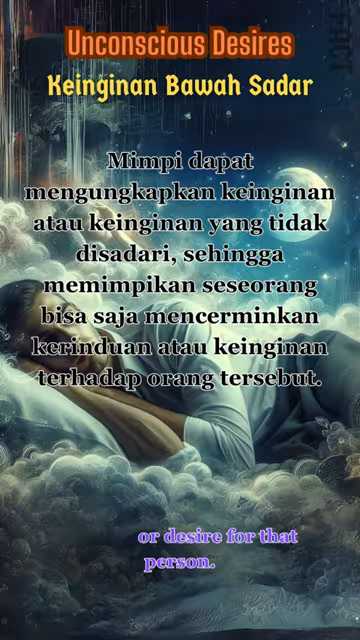 Unconscious Desires
Keinginan Bawah Sadar
Mimpi dapat
mengungkapkan keinginan
atau keinginan yang tidak
disadari, sehingga
memimpikan seseorang
bisa saja mencerminkan
kerinduan atau keinginan
terhadap orang tersebut.
or desire for that
person.